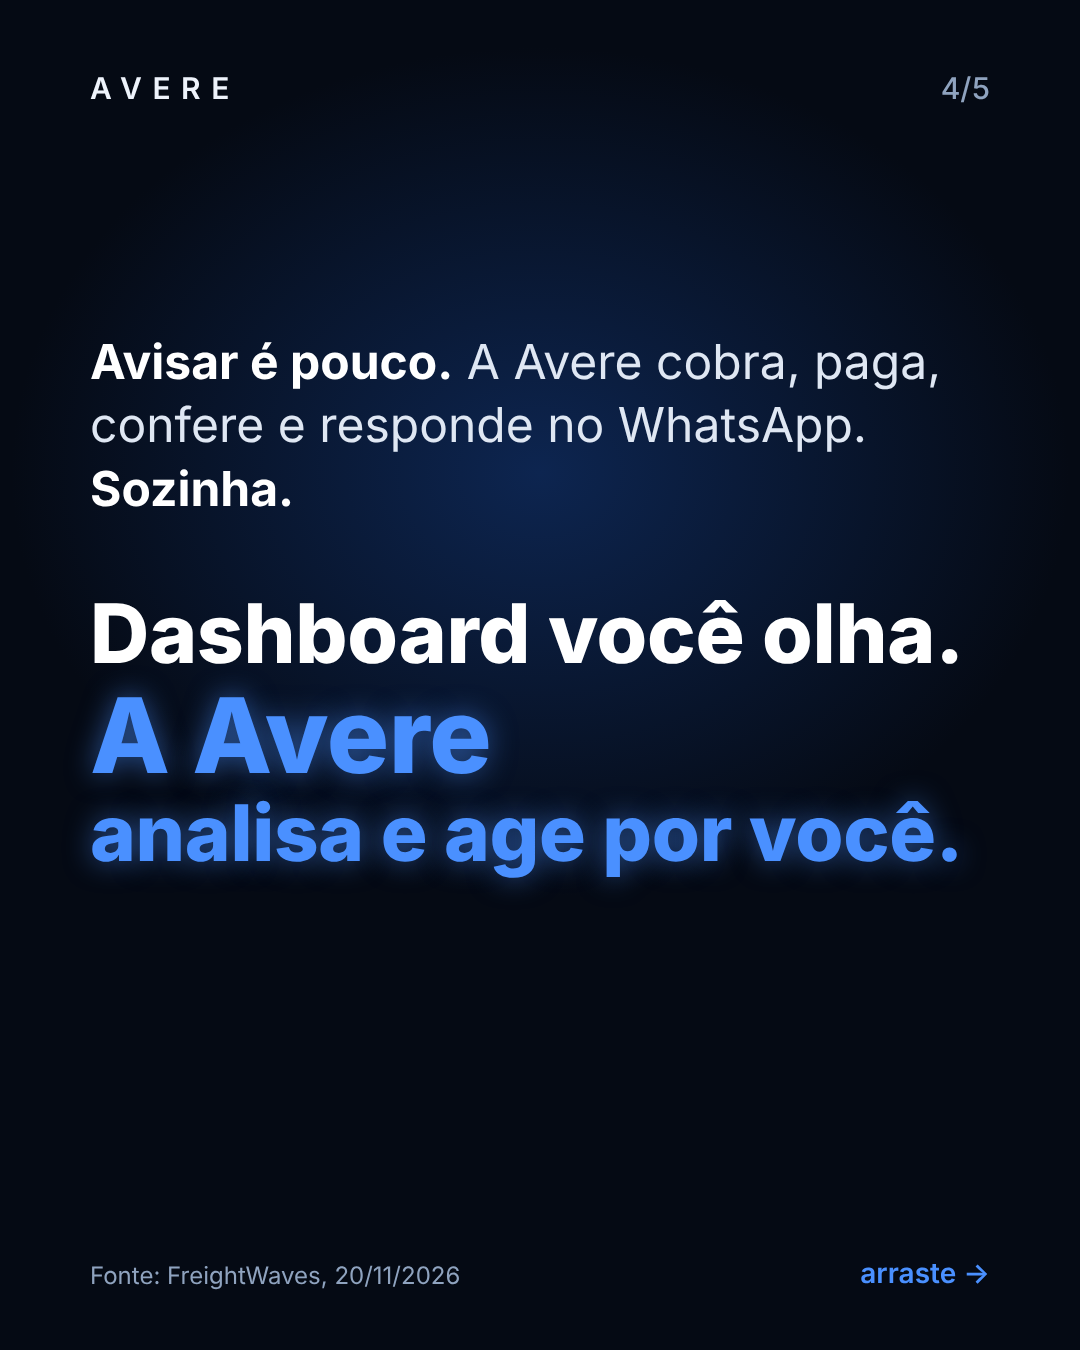 AVERE
4/5
Avisar é pouco. A Avere cobra, paga,
confere e responde no WhatsApp.
Sozinha.
Dashboard você olha.
A Avere
analisa e age por você.
Fonte: FreightWaves, 20/11/2026
arraste →